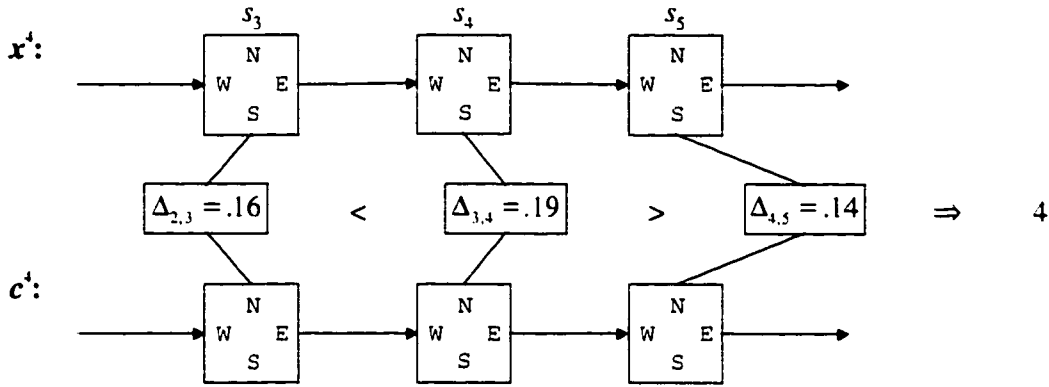 s₃ s₄ s₅
x⁴:
N N N
W E W E W E
S S S
Δ₂,₃ = .16 < Δ₃,₄ = .19 > Δ₄,₅ = .14 ⇒ 4
c⁴:
N N N
W E W E W E
S S S